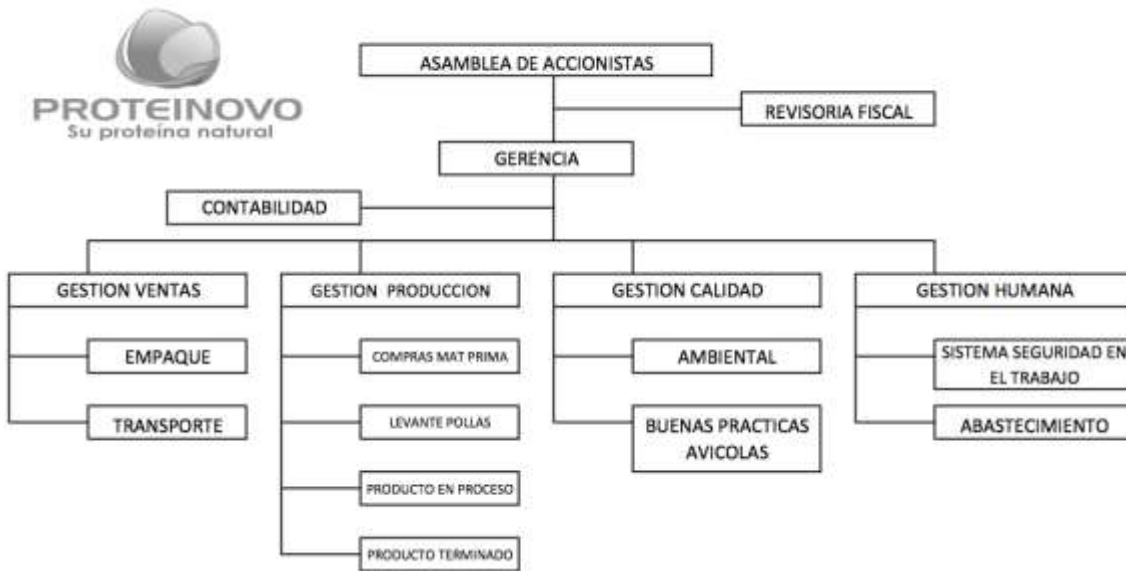 PROTEINOVO
Su proteína natural
ASAMBLEA DE ACCIONISTAS
REVISORIA FISCAL
GERENCIA
CONTABILIDAD
GESTION VENTAS
EMPAQUE
TRANSPORTE
GESTION PRODUCCION
COMPRAS MAT PRIMA
LEVANTE POLLAS
PRODUCTO EN PROCESO
PRODUCTO TERMINADO
GESTION CALIDAD
AMBIENTAL
BUENAS PRACTICAS
AVICOLAS
GESTION HUMANA
SISTEMA SEGURIDAD EN
EL TRABAJO
ABASTECIMIENTO